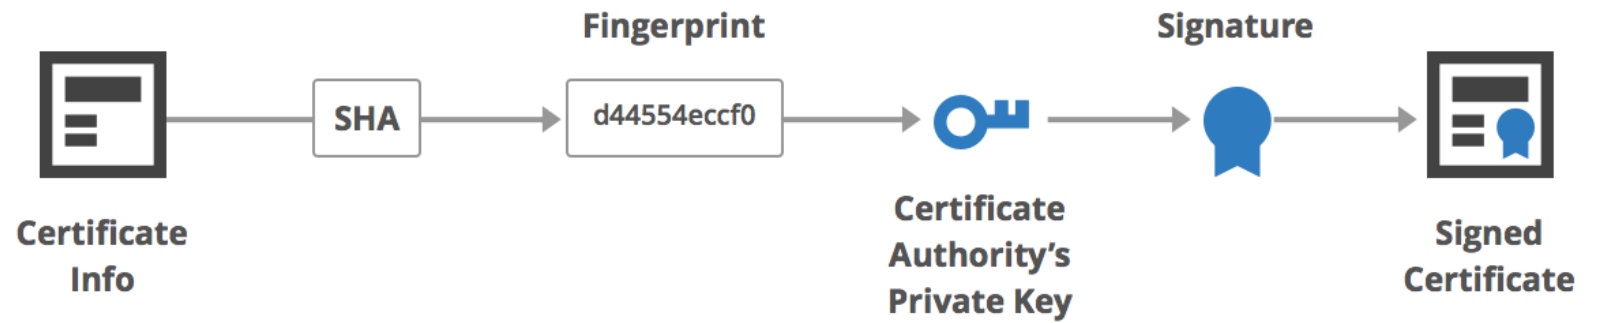 Fingerprint
Signature
SHA
d44554eccf0
Certificate
Info
Certificate
Authority’s
Private Key
Signed
Certificate